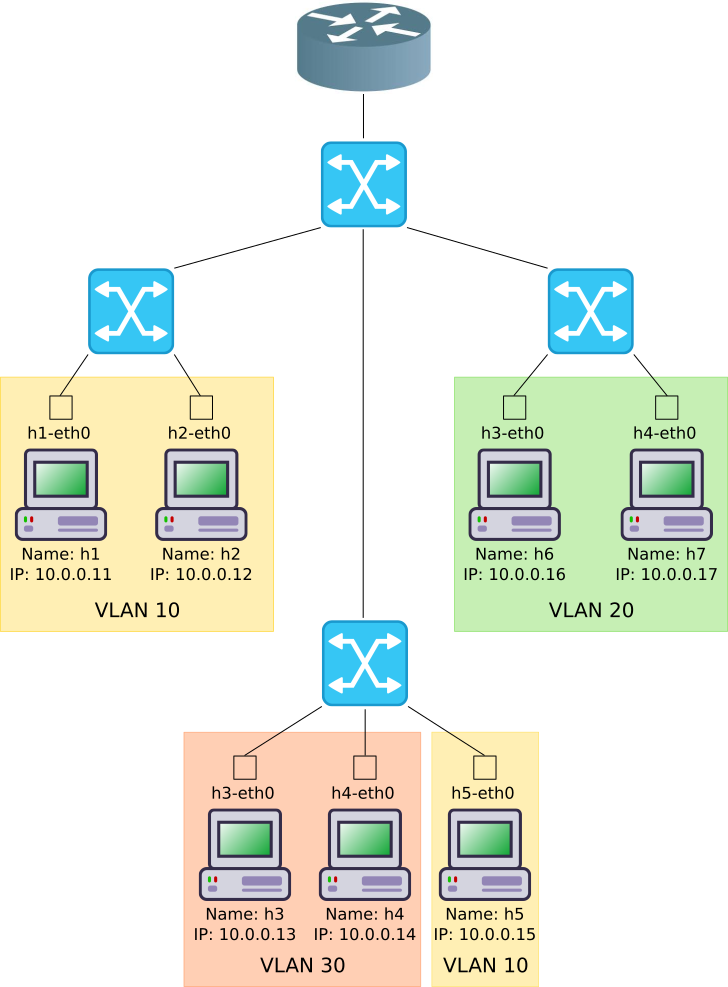 h1-eth0
h2-eth0
Name: h1
IP: 10.0.0.11
Name: h2
IP: 10.0.0.12
VLAN 10
h3-eth0
h4-eth0
Name: h6
IP: 10.0.0.16
Name: h7
IP: 10.0.0.17
VLAN 20
h3-eth0
h4-eth0
Name: h3
IP: 10.0.0.13
Name: h4
IP: 10.0.0.14
VLAN 30
h5-eth0
Name: h5
IP: 10.0.0.15
VLAN 10